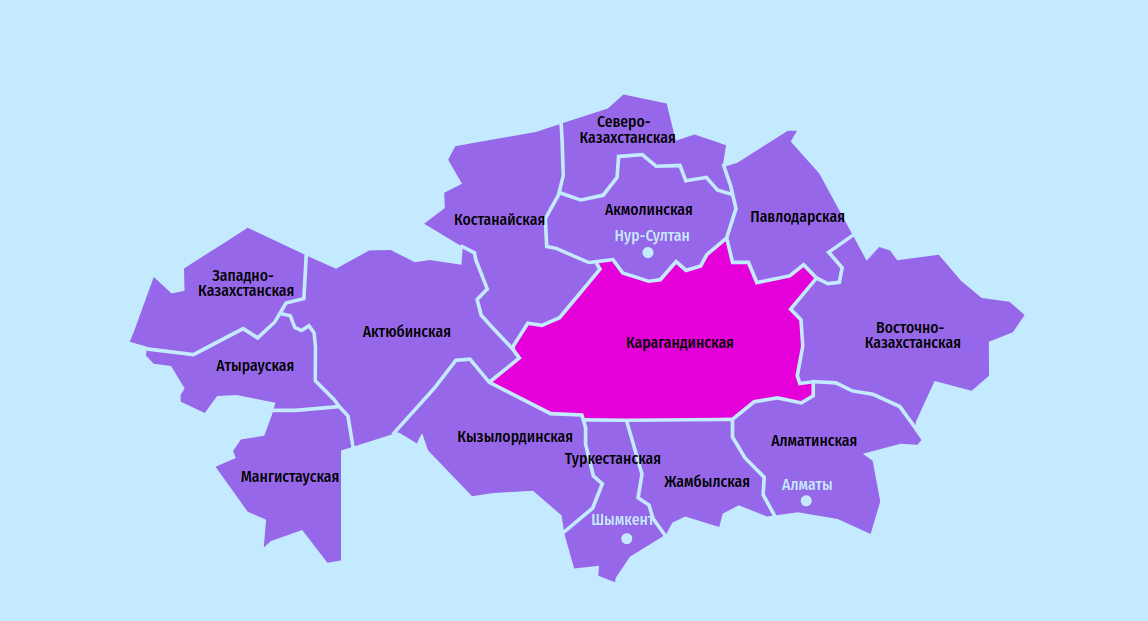 Северо-
Казахстанская
Костанайская
Акмолинская
Павлодарская
Нур-Султан
Западно-
Казахстанская
Актюбинская
Восточно-
Казахстанская
Карагандинская
Атырауская
Кызылординская
Алматинская
Туркестанская
Мангистауская
Жамбылская
Алматы
Шымкент